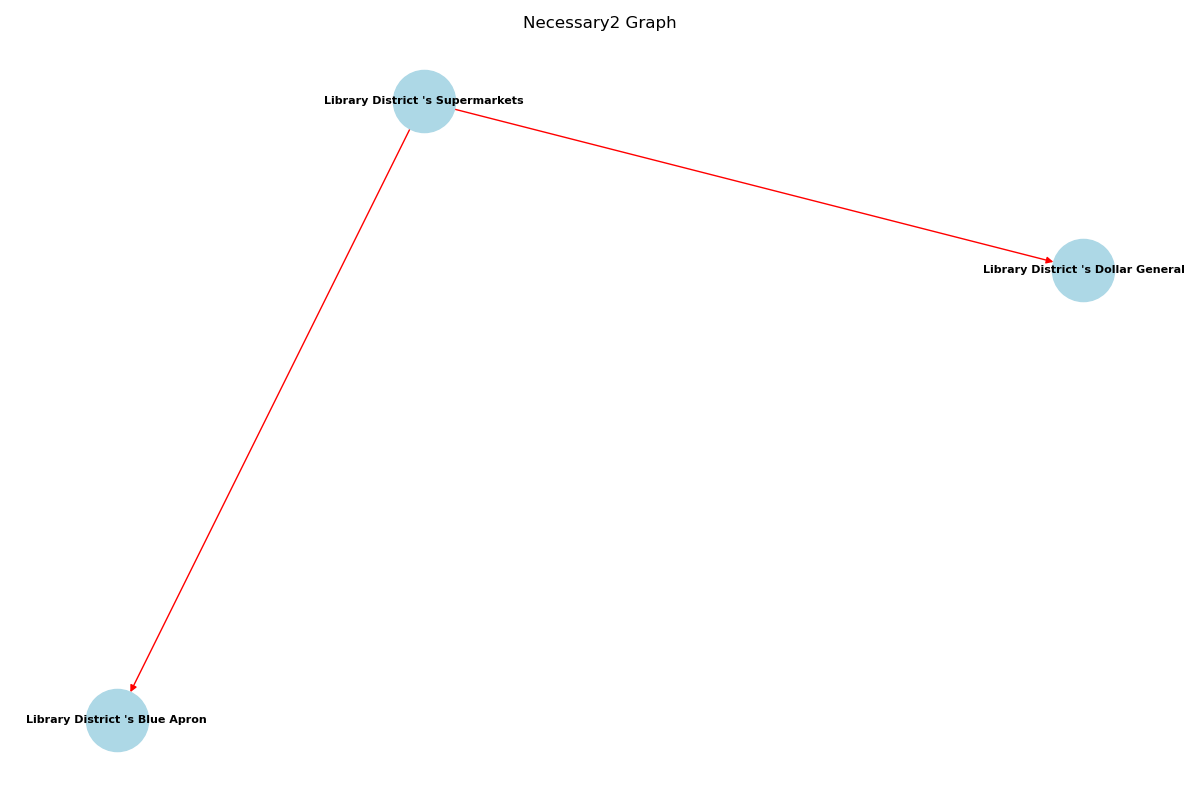 Necessary2 Graph
Library District 's Supermarkets
Library District 's Dollar General
Library District 's Blue Apron